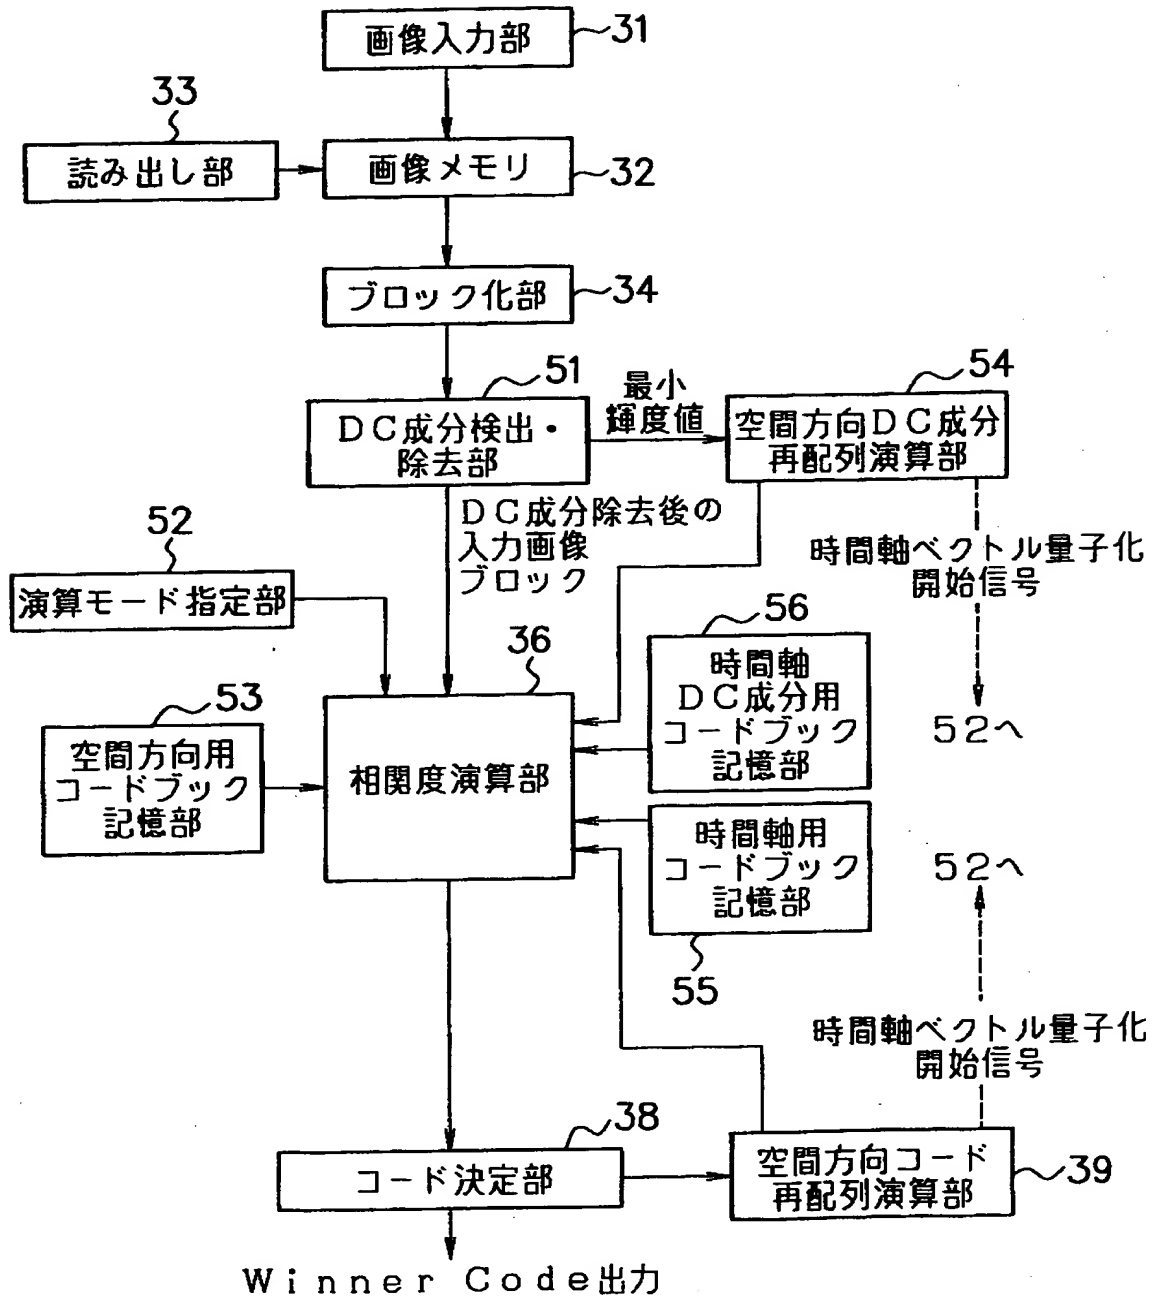 画像入力部
31
33
読み出し部
画像メモリ
32
ブロック化部
34
51
DC成分検出・
除去部
最小
輝度値
54
空間方向DC成分
再配列演算部
DC成分除去後の
入力画像
ブロック
時間軸ベクトル量子化
開始信号
52
演算モード指定部
36
相関度演算部
56
時間軸
DC成分用
コードブック
記憶部
52へ
53
空間方向用
コードブック
記憶部
時間軸用
コードブック
記憶部
55
52へ
時間軸ベクトル量子化
開始信号
38
コード決定部
空間方向コード
再配列演算部
39
Winner Code出力